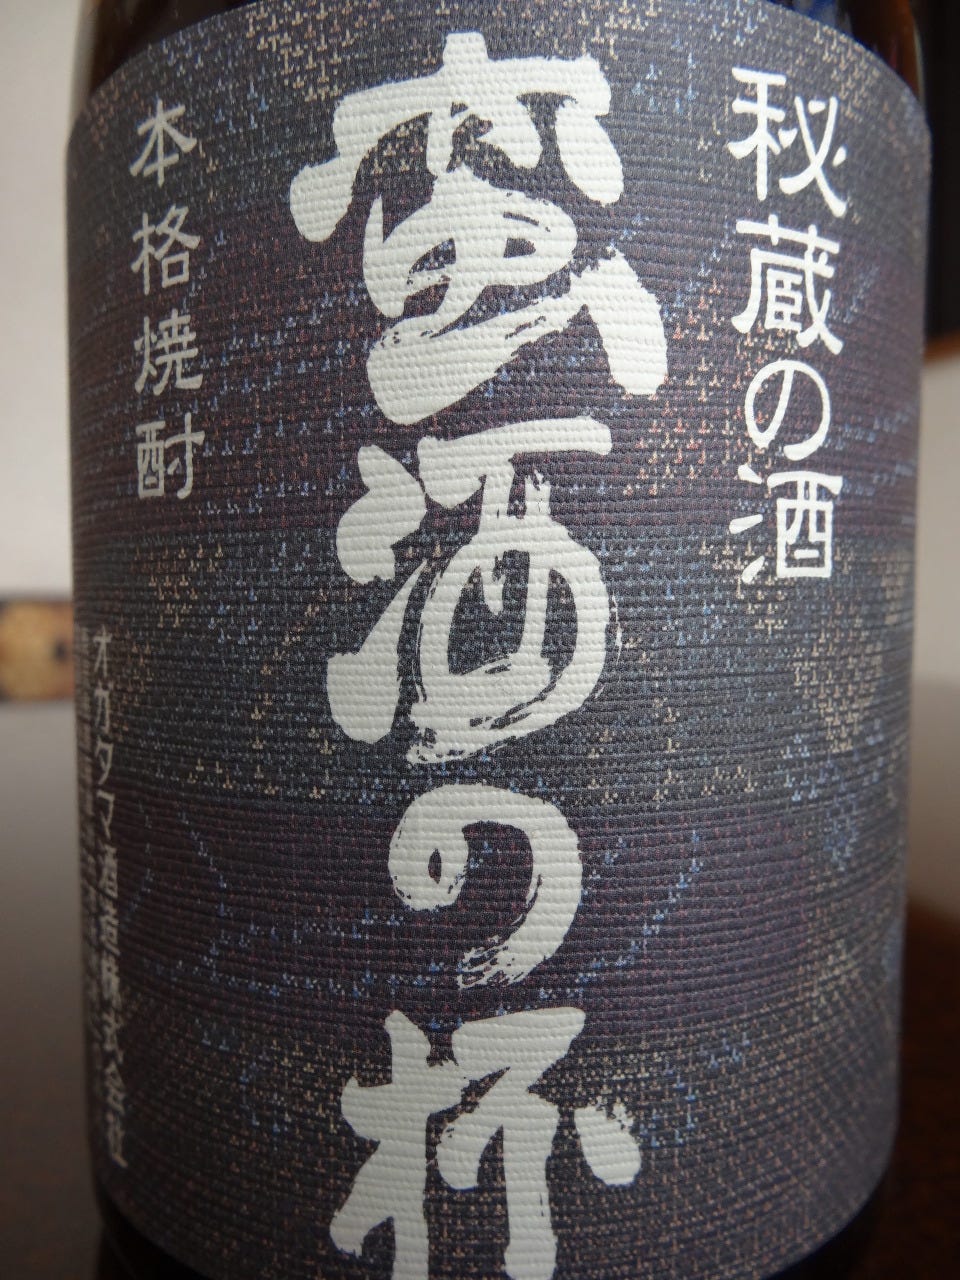 秘蔵の酒
蛮酒の杯
本格焼酎
オガタマ酒造株式会社